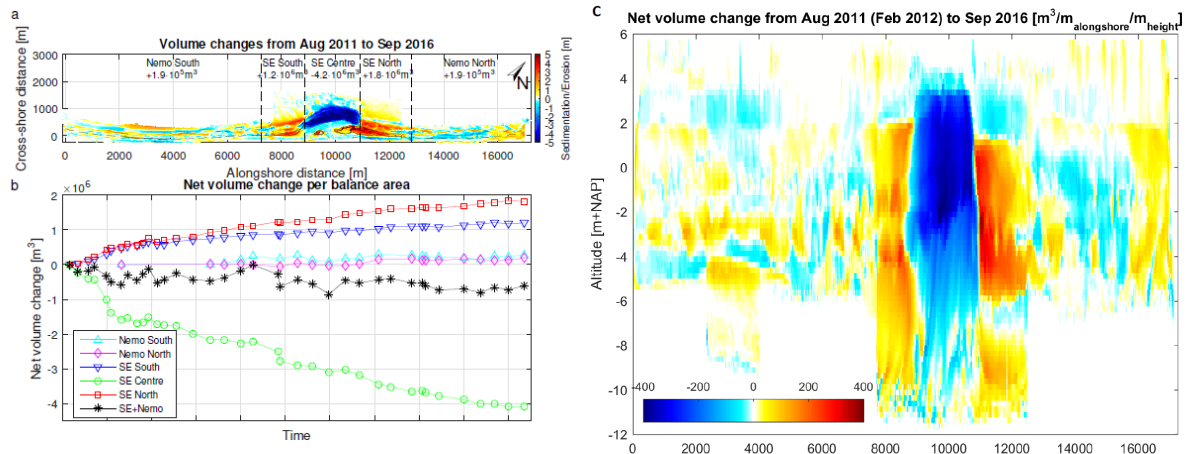 a
Volume changes from Aug 2011 to Sep 2016
Cross-shore distance [m]
3000
2000
1000
0
Nemo South
+1.9·10⁵m³
SE South
+1.2·10⁶m³
SE Centre
-4.2·10⁶m³
SE North
+1.8·10⁶m³
Nemo North
+1.9·10⁵m³
N
5
4
3
2
1
0
-1
-2
-3
-4
-5
Sedimentation/Erosion [m]
0 2000 4000 6000 8000 10000 12000 14000 16000
Alongshore distance [m]
b
Net volume change per balance area
×10⁶
Net volume change [m³]
2
1
0
-1
-2
-3
-4
Nemo South
Nemo North
SE South
SE Centre
SE North
SE+Nemo
Time
C
Net volume change from Aug 2011 (Feb 2012) to Sep 2016 [m³/m alongshore/m height]
Altitude [m+NAP]
6
4
2
0
-2
-4
-6
-8
-10
-12
-400 -200 0 200 400
0 2000 4000 6000 8000 10000 12000 14000 16000